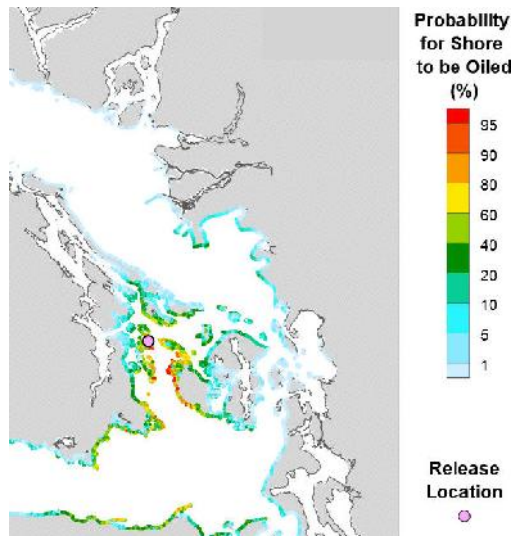 Probability
for Shore
to be Oiled
(%)
95
90
80
60
40
20
10
5
1
Release
Location